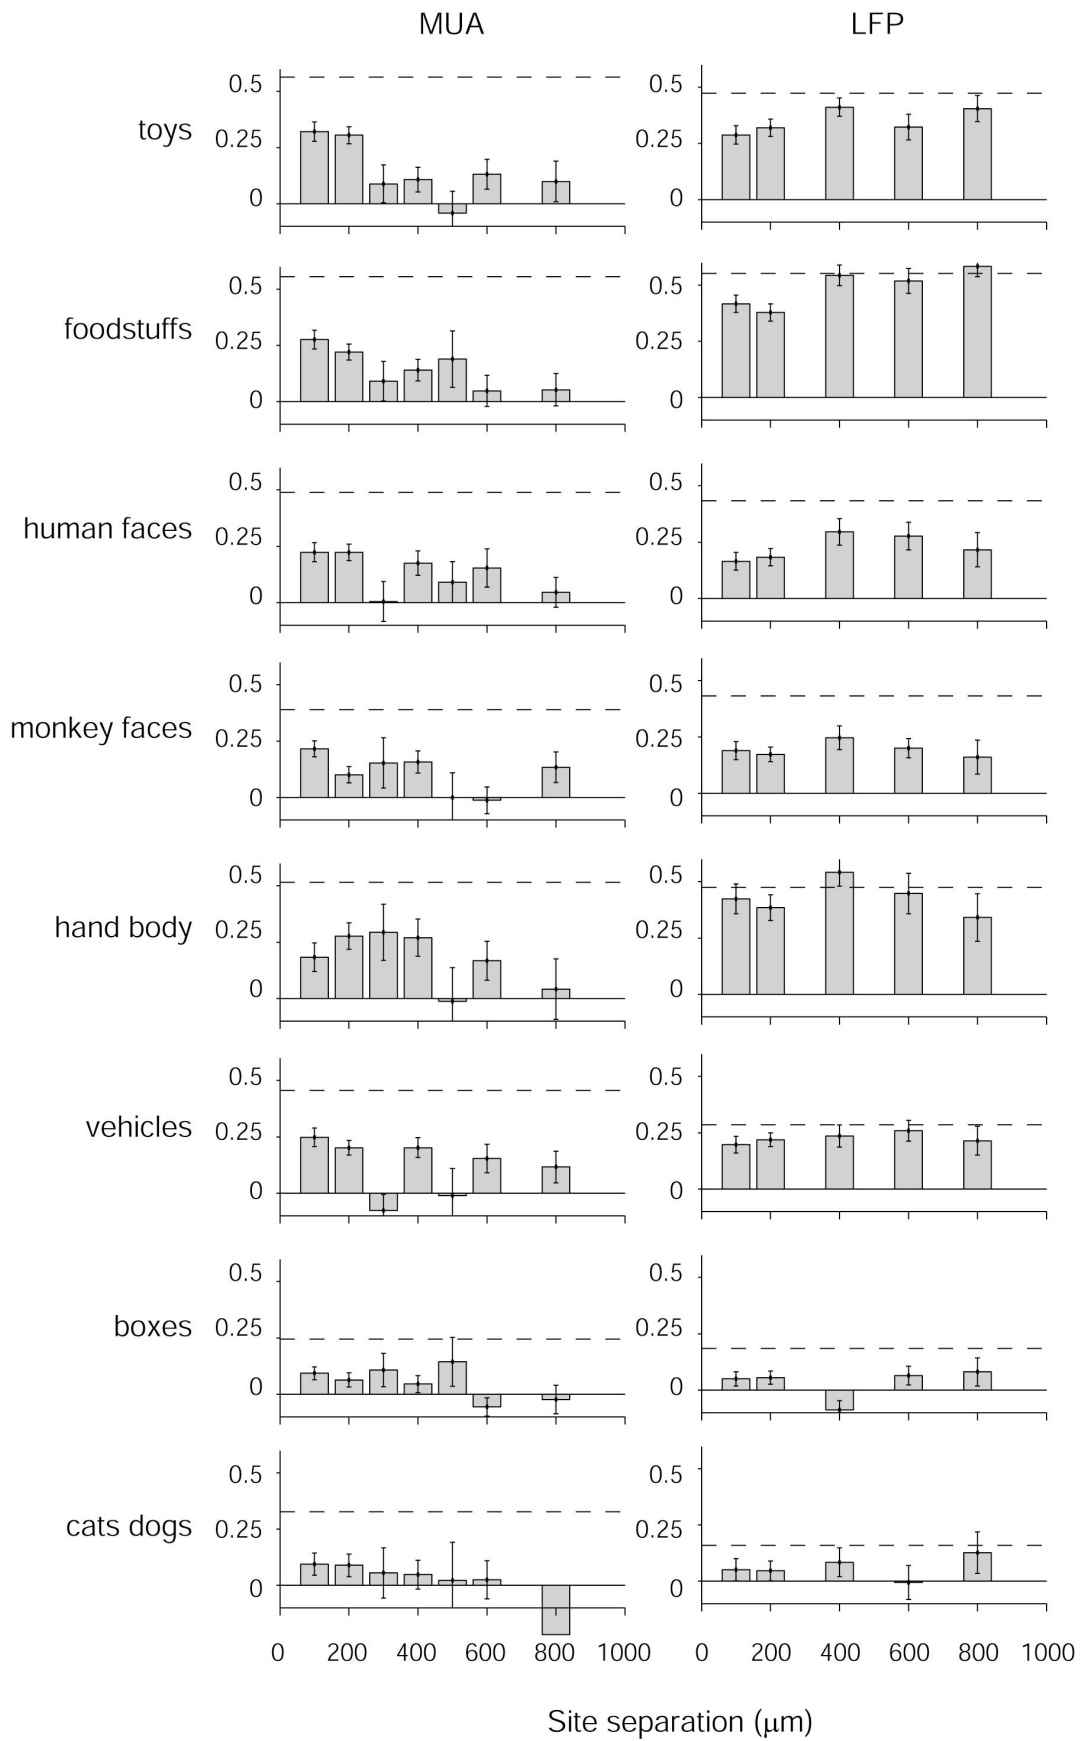 MUA LFP
toys
0.5 0.5
0.25 0.25
0 0
foodstuffs
0.5 0.5
0.25 0.25
0 0
human faces
0.5 0.5
0.25 0.25
0 0
monkey faces
0.5 0.5
0.25 0.25
0 0
hand body
0.5 0.5
0.25 0.25
0 0
vehicles
0.5 0.5
0.25 0.25
0 0
boxes
0.5 0.5
0.25 0.25
0 0
cats dogs
0.5 0.5
0.25 0.25
0 0
0 200 400 600 800 1000 0 200 400 600 800 1000
Site separation (μm)